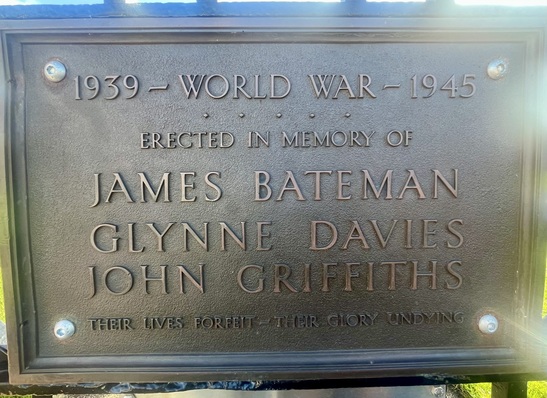 1939 – WORLD WAR – 1945
. . . . .
ERECTED IN MEMORY OF
JAMES BATEMAN
GLYNNE DAVIES
JOHN GRIFFITHS
THEIR LIVES FORFEIT – THEIR GLORY UNDYING